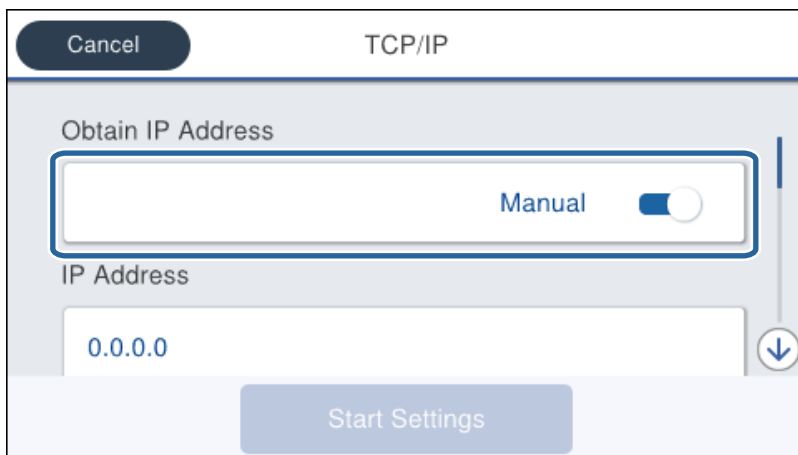 Cancel
TCP/IP
Obtain IP Address
Manual
IP Address
0.0.0.0
Start Settings